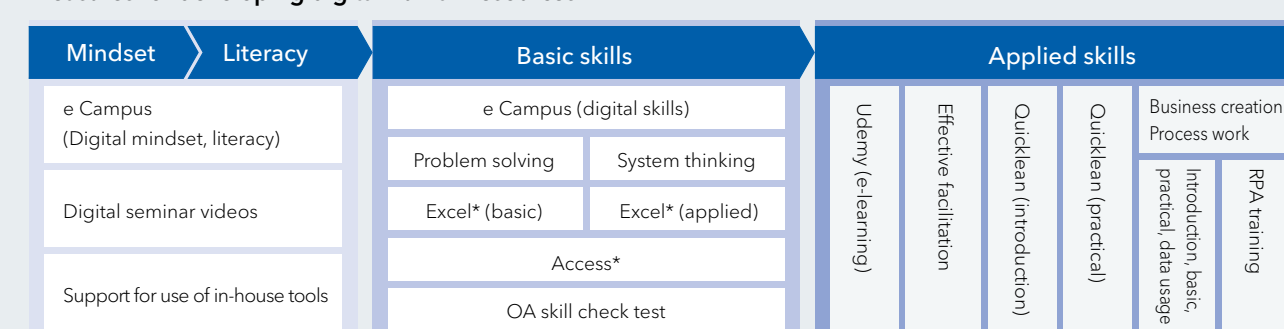 Mindset
Literacy
Basic skills
Applied skills
e Campus
(Digital mindset, literacy)
Digital seminar videos
Support for use of in-house tools
e Campus (digital skills)
Problem solving
System thinking
Excel* (basic)
Excel* (applied)
Access*
OA skill check test
Udemy (e-learning)
Effective facilitation
Quicklean (introduction)
Quicklean (practical)
Business creation
Process work
Introduction, basic,
practical, data usage
RPA training